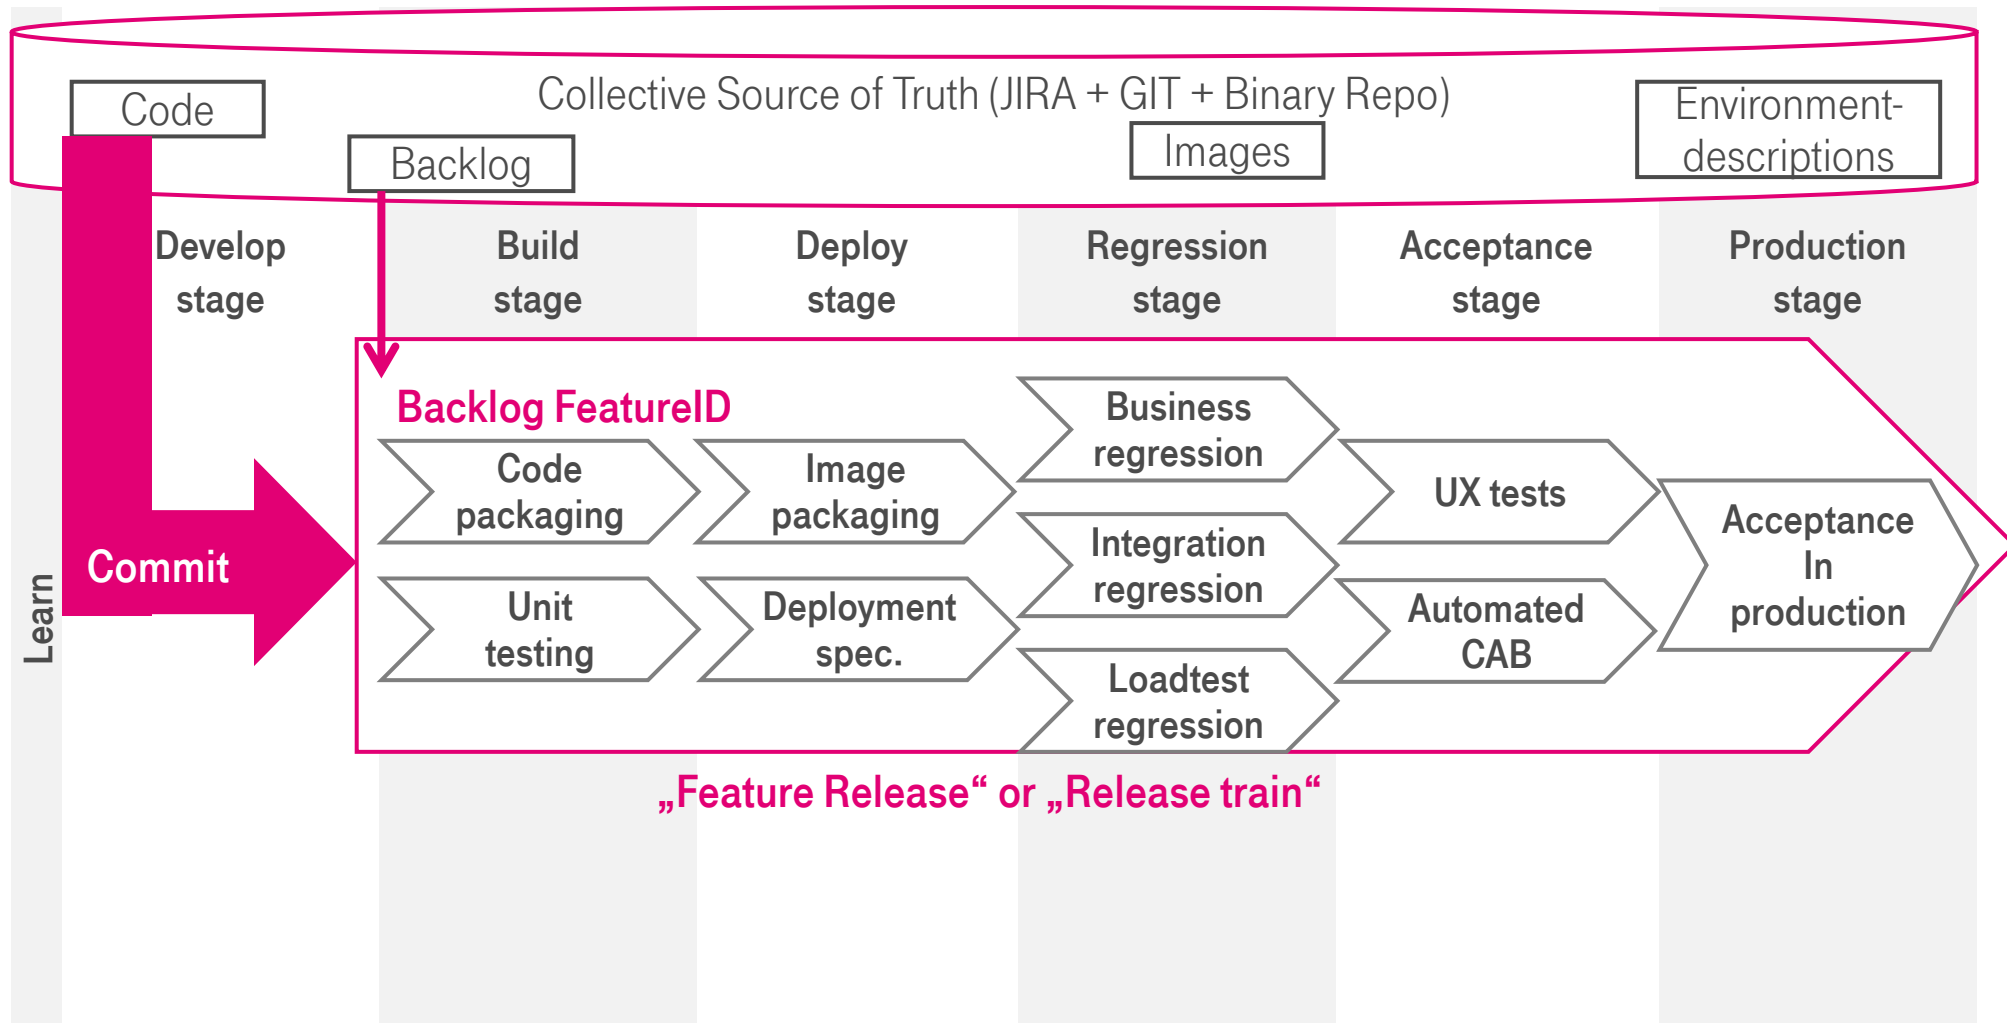 Collective Source of Truth (JIRA + GIT + Binary Repo)
Code
Backlog
Images
Environment-
descriptions
Develop
stage
Build
stage
Deploy
stage
Regression
stage
Acceptance
stage
Production
stage
Learn
Commit
Backlog FeatureID
Code
packaging
Unit
testing
Image
packaging
Deployment
spec.
Business
regression
Integration
regression
Loadtest
regression
UX tests
Automated
CAB
Acceptance
In
production
„Feature Release“ or „Release train“